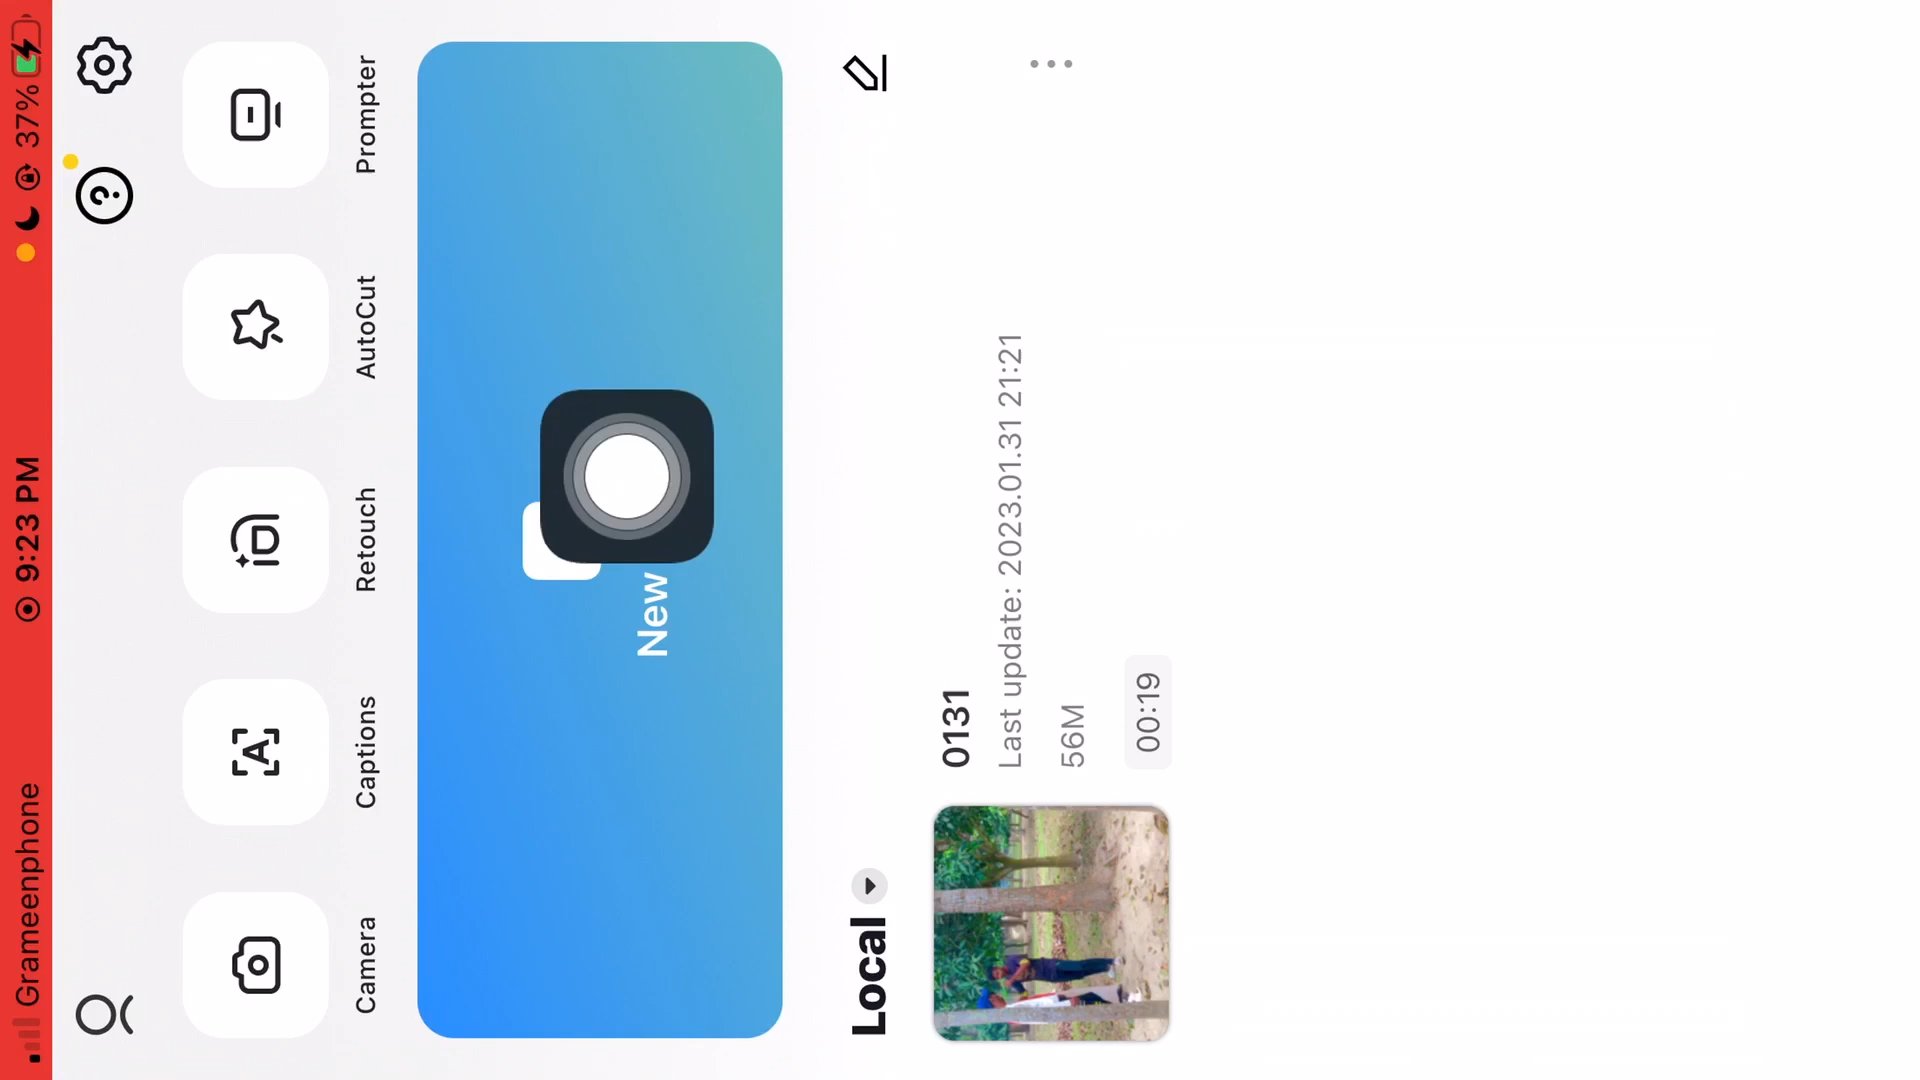 Grameenphone
9:23 PM
37%
Camera
Captions
Retouch
AutoCut
Prompter
New
Local
0131
Last update: 2023.01.31 21:21
56M
00:19